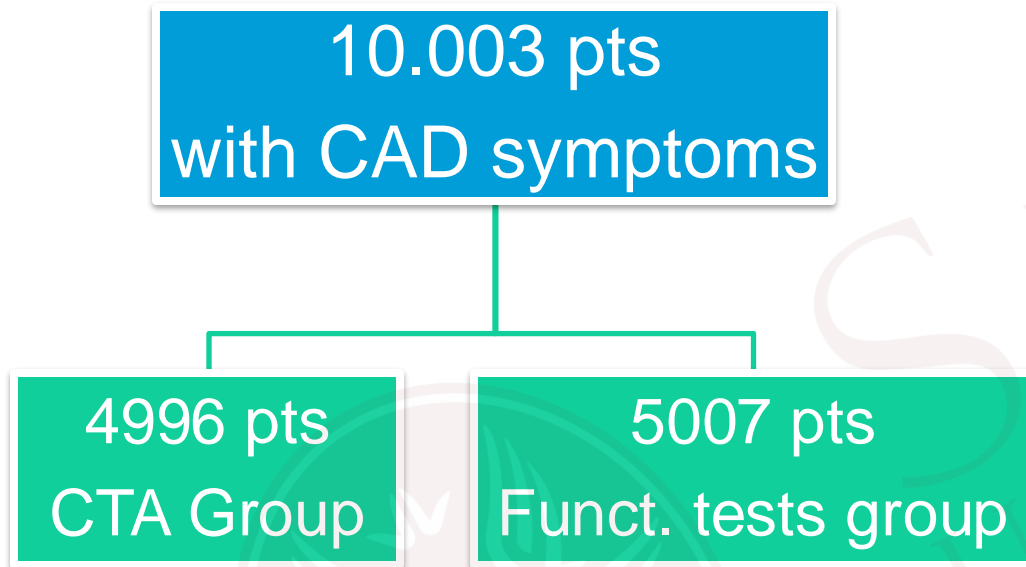 10.003 pts
with CAD symptoms
4996 pts
CTA Group
5007 pts
Funct. tests group